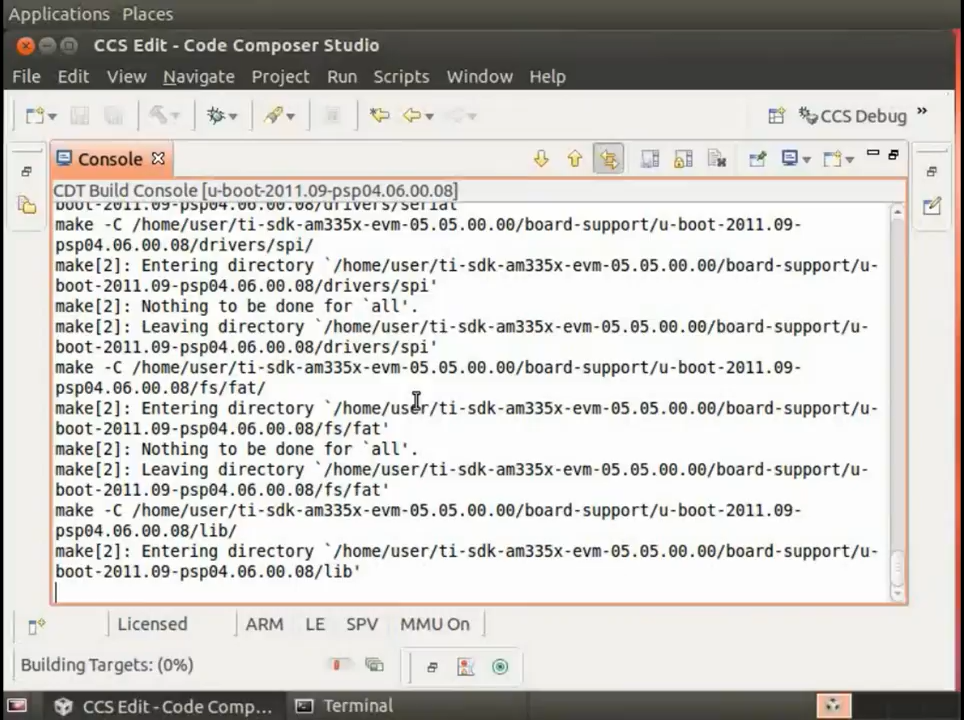 Applications Places
CCS Edit - Code Composer Studio
File Edit View Navigate Project Run Scripts Window Help
CCS Debug »
Console
CDT Build Console [u-boot-2011.09-psp04.06.00.08]
boot-2011.09-psp04.06.00.08/drivers/serial
make -C /home/user/ti-sdk-am335x-evm-05.05.00.00/board-support/u-boot-2011.09-
psp04.06.00.08/drivers/spi/
make[2]: Entering directory `/home/user/ti-sdk-am335x-evm-05.05.00.00/board-support/u-
boot-2011.09-psp04.06.00.08/drivers/spi'
make[2]: Nothing to be done for `all'.
make[2]: Leaving directory `/home/user/ti-sdk-am335x-evm-05.05.00.00/board-support/u-
boot-2011.09-psp04.06.00.08/drivers/spi'
make -C /home/user/ti-sdk-am335x-evm-05.05.00.00/board-support/u-boot-2011.09-
psp04.06.00.08/fs/fat/
make[2]: Entering directory `/home/user/ti-sdk-am335x-evm-05.05.00.00/board-support/u-
boot-2011.09-psp04.06.00.08/fs/fat'
make[2]: Nothing to be done for `all'.
make[2]: Leaving directory `/home/user/ti-sdk-am335x-evm-05.05.00.00/board-support/u-
boot-2011.09-psp04.06.00.08/fs/fat'
make -C /home/user/ti-sdk-am335x-evm-05.05.00.00/board-support/u-boot-2011.09-
psp04.06.00.08/lib/
make[2]: Entering directory `/home/user/ti-sdk-am335x-evm-05.05.00.00/board-support/u-
boot-2011.09-psp04.06.00.08/lib'
Licensed ARM LE SPV MMU On
Building Targets: (0%)
CCS Edit - Code Comp... Terminal